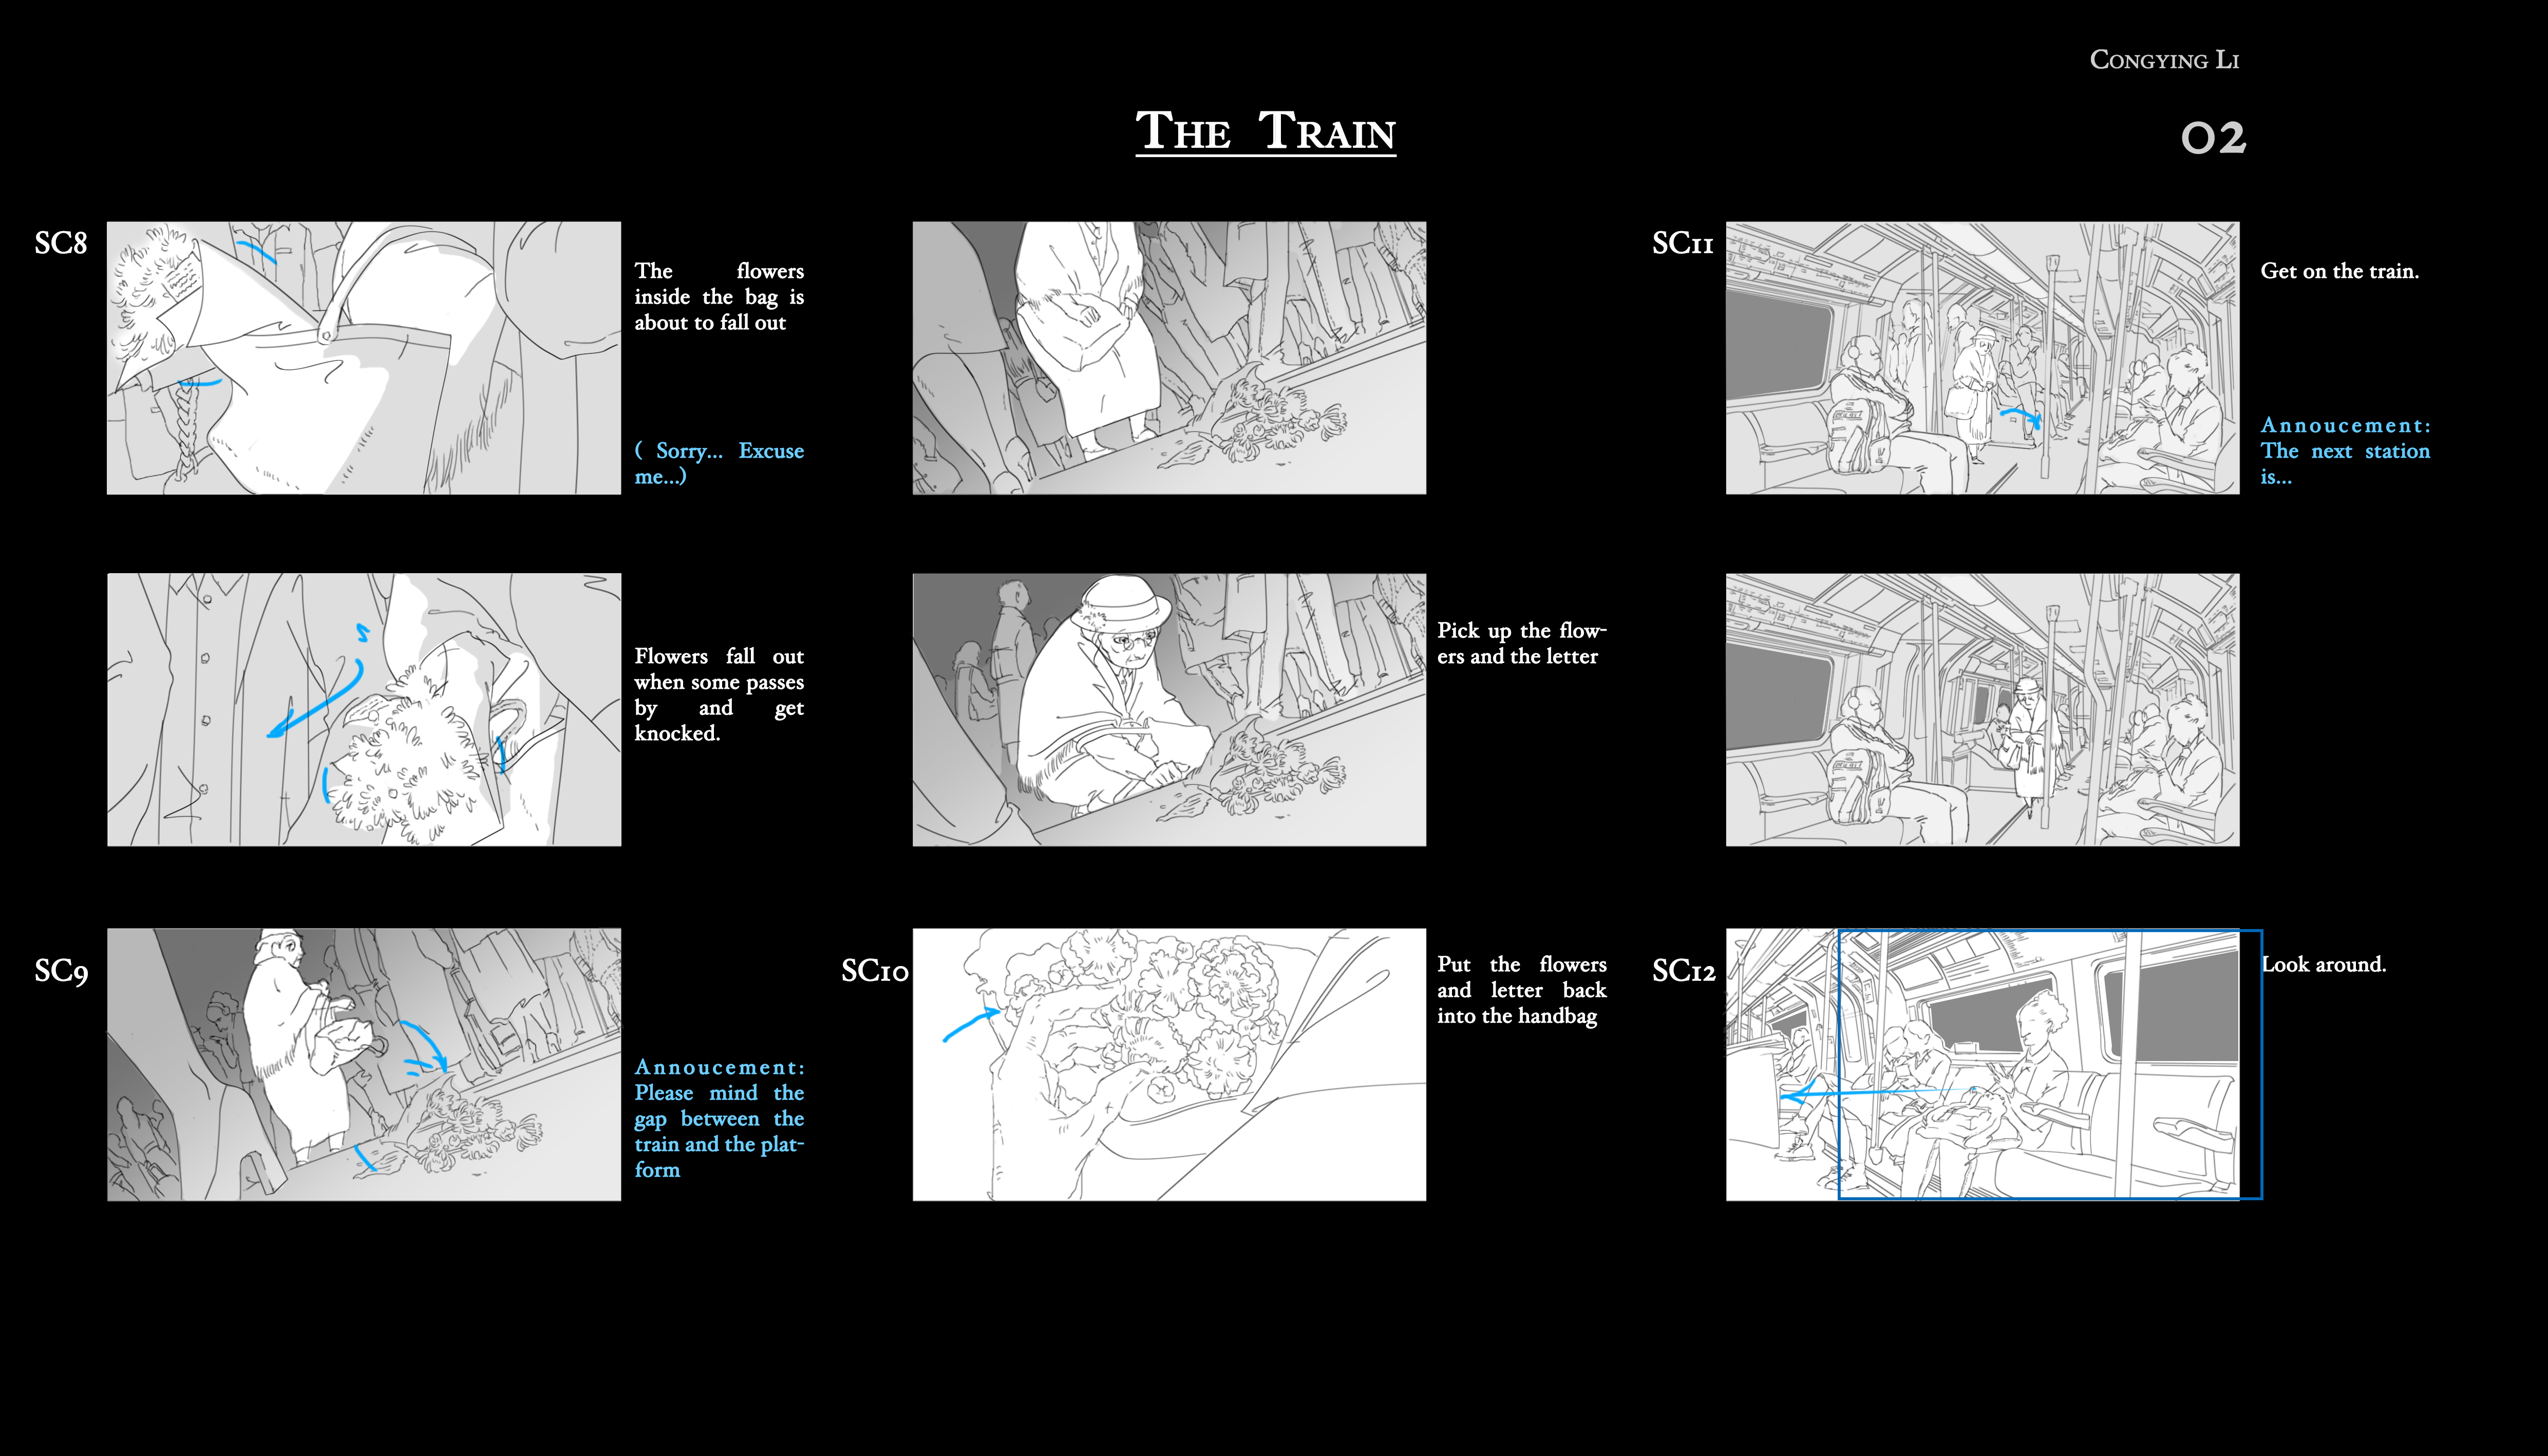 Congying Li
The Train
02
SC8
The flowers
inside the bag is
about to fall out
( Sorry... Excuse
me...)
Flowers fall out
when some passes
by and get
knocked.
SC9
Annoucement:
Please mind the
gap between the
train and the plat-
form
Pick up the flow-
ers and the letter
SC10
Put the flowers
and letter back
into the handbag
SC11
Get on the train.
Annoucement:
The next station
is...
SC12
Look around.